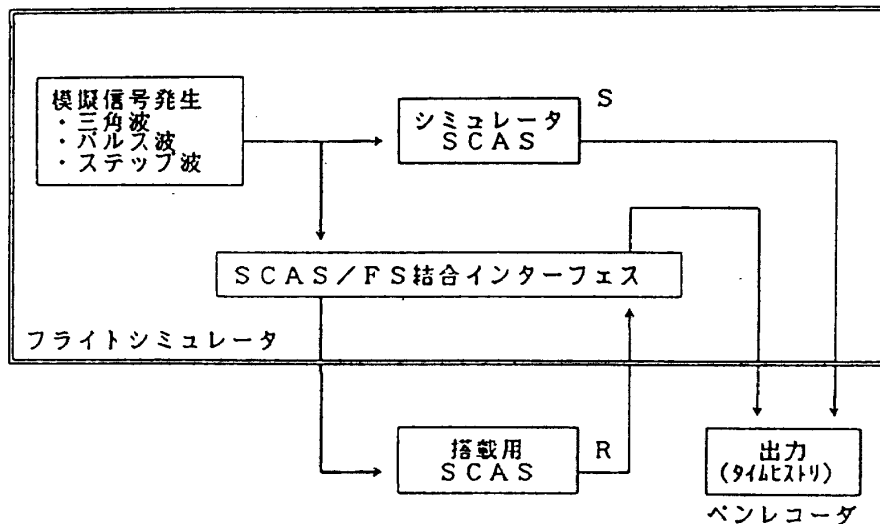 模擬信号発生
・三角波
・パルス波
・ステップ波
シミュレータ
SCAS
S
SCAS/FS結合インターフェス
フライトシミュレータ
搭載用
SCAS
R
出力
(タイムヒストリ)
ペンレコーダ